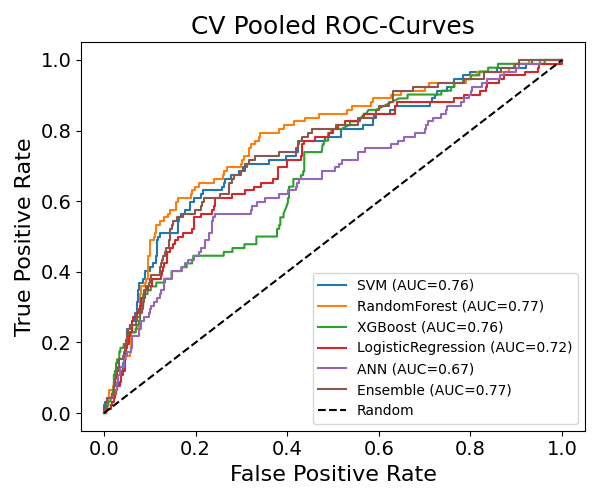 CV Pooled ROC-Curves
True Positive Rate
1.0
0.8
0.6
0.4
0.2
0.0
SVM (AUC=0.76)
RandomForest (AUC=0.77)
XGBoost (AUC=0.76)
LogisticRegression (AUC=0.72)
ANN (AUC=0.67)
Ensemble (AUC=0.77)
Random
0.0 0.2 0.4 0.6 0.8 1.0
False Positive Rate